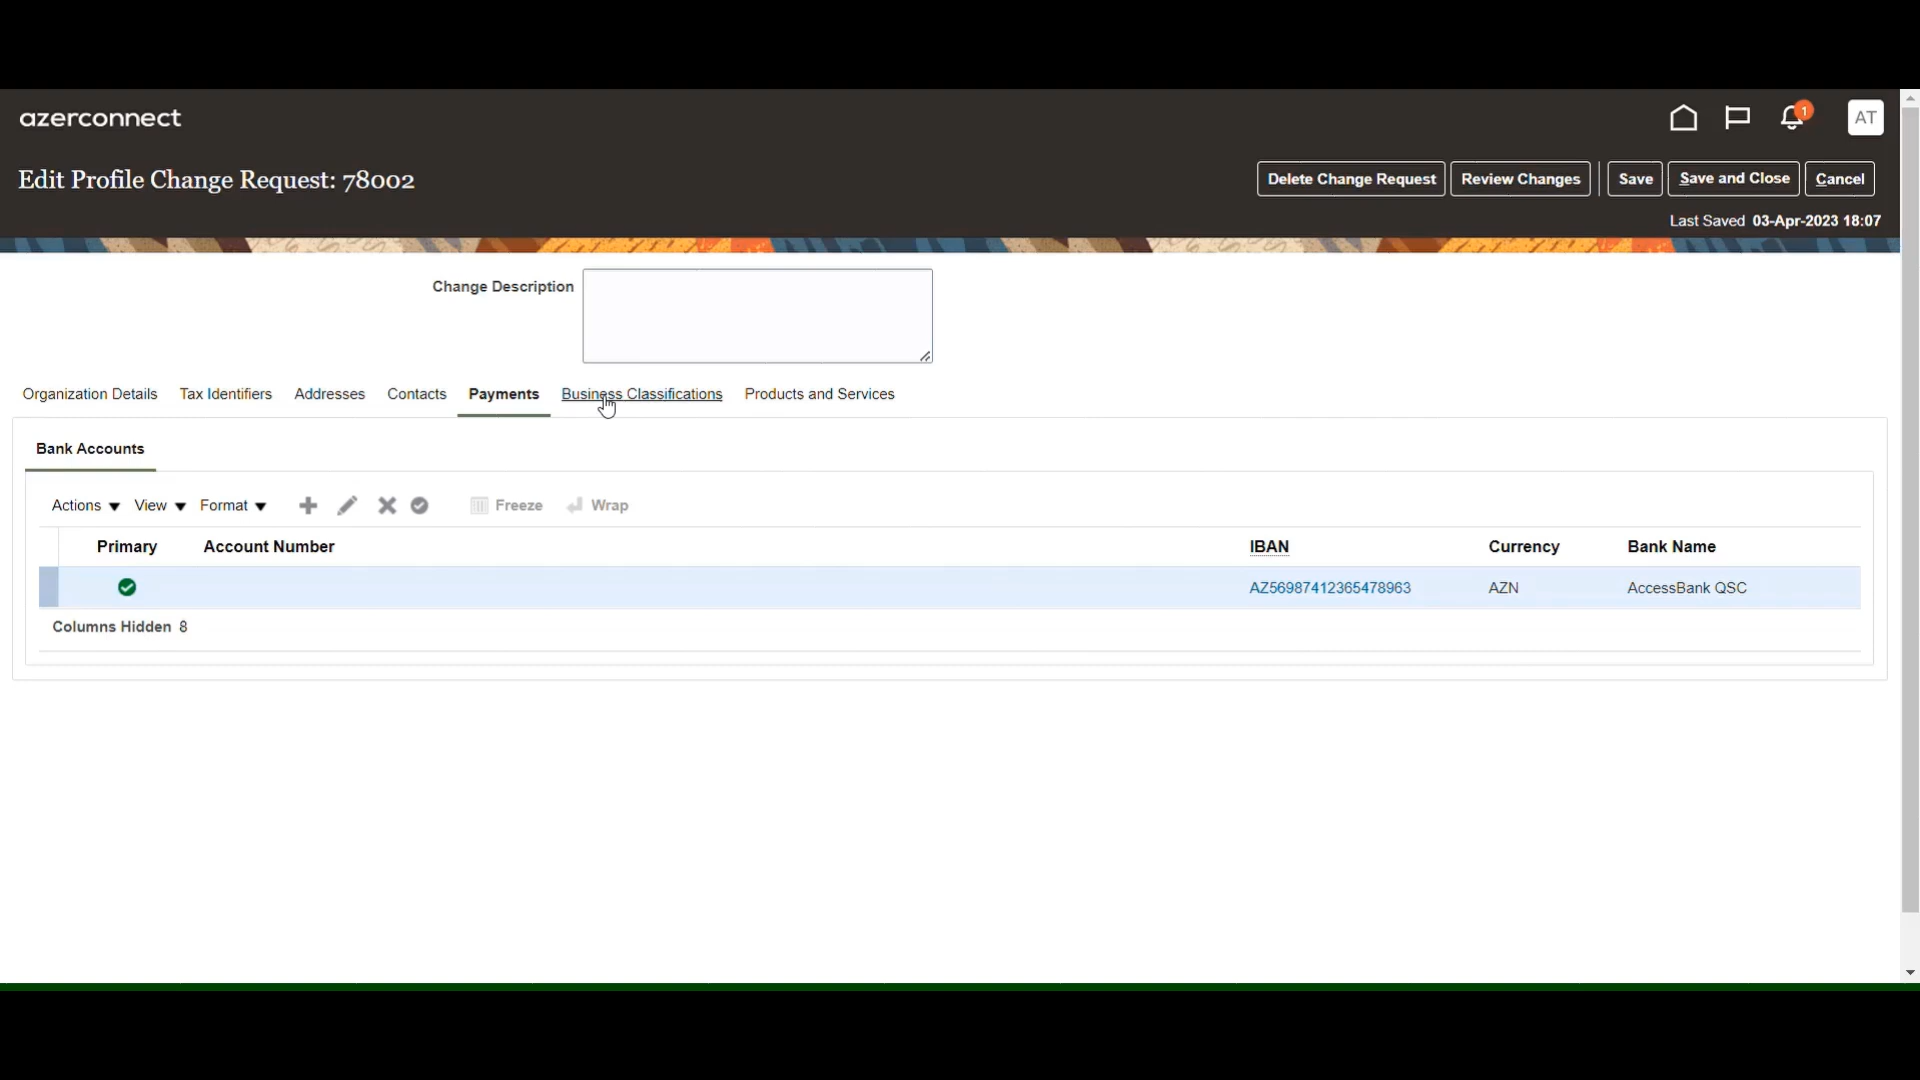 azerconnect
1
AT
Edit Profile Change Request: 78002
Delete Change Request
Review Changes
Save
Save and Close
Cancel
Last Saved 03-Apr-2023 18:07
Change Description
Organization Details Tax Identifiers Addresses Contacts Payments Business Classifications Products and Services
Bank Accounts
Actions View Format Freeze Wrap
Primary Account Number IBAN Currency Bank Name
AZ56987412365478963 AZN AccessBank QSC
Columns Hidden 8